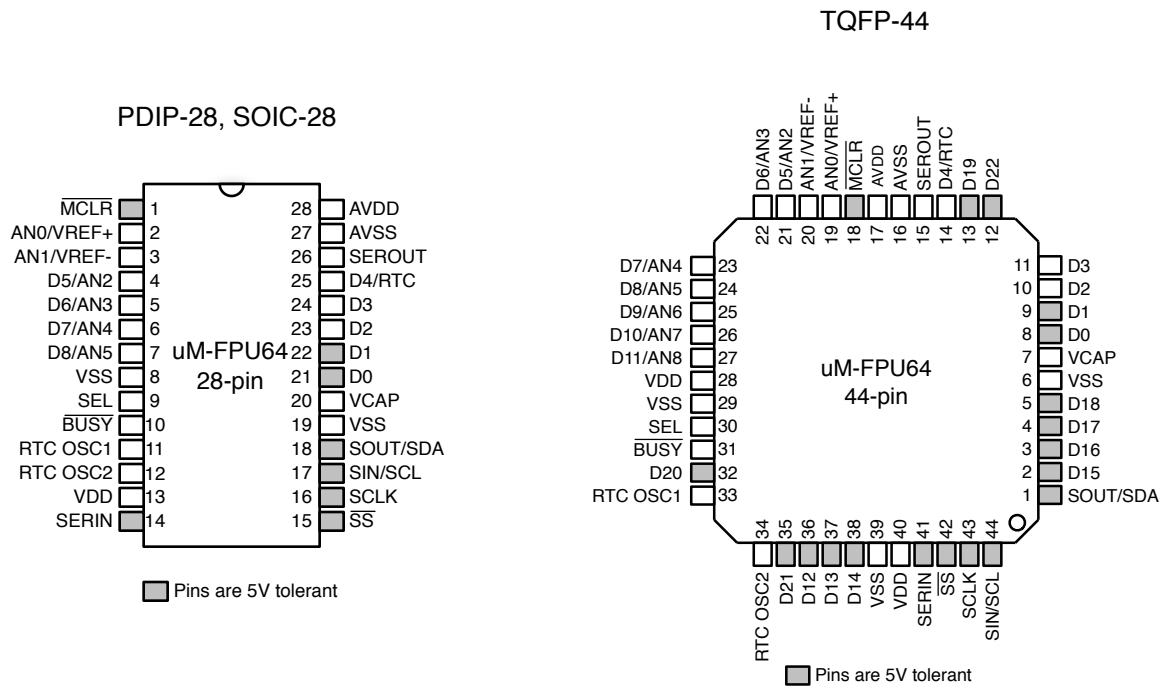 TQFP-44
PDIP-28, SOIC-28
MCLR 1
AN0/VREF+ 2
AN1/VREF- 3
D5/AN2 4
D6/AN3 5
D7/AN4 6
D8/AN5 7
VSS 8
SEL 9
BUSY 10
RTC OSC1 11
RTC OSC2 12
VDD 13
SERIN 14
uM-FPU64
28-pin
28 AVDD
27 AVSS
26 SEROUT
25 D4/RTC
24 D3
23 D2
22 D1
21 D0
20 VCAP
19 VSS
18 SOUT/SDA
17 SIN/SCL
16 SCLK
15 SS
Pins are 5V tolerant
D6/AN3 22
D5/AN2 21
AN1/VREF- 20
AN0/VREF+ 19
MCLR 18
AVDD 17
AVSS 16
SEROUT 15
D4/RTC 14
D19 13
D22 12
D7/AN4 23
D8/AN5 24
D9/AN6 25
D10/AN7 26
D11/AN8 27
VDD 28
VSS 29
SEL 30
BUSY 31
D20 32
RTC OSC1 33
uM-FPU64
44-pin
11 D3
10 D2
9 D1
8 D0
7 VCAP
6 VSS
5 D18
4 D17
3 D16
2 D15
1 SOUT/SDA
34 RTC OSC2
35 D21
36 D12
37 D13
38 D14
39 VSS
40 VDD
41 SERIN
42 SS
43 SCLK
44 SIN/SCL
Pins are 5V tolerant